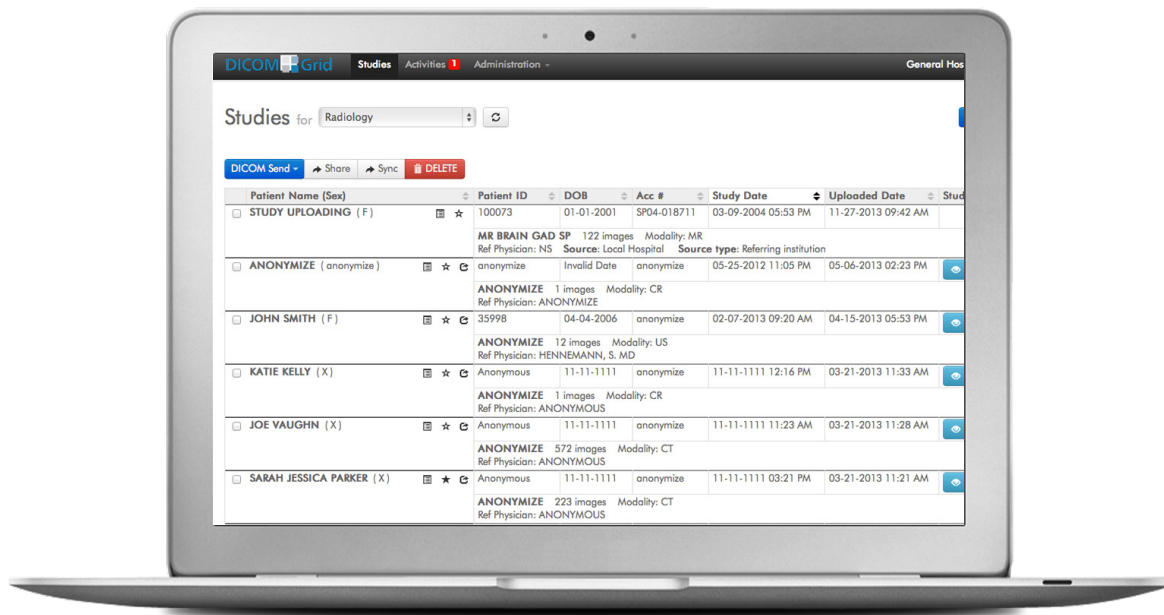 DICOM Grid Studies Activities 1 Administration General Hos
Studies for Radiology
DICOM Send Share Sync DELETE
Patient Name (Sex) Patient ID DOB Acc # Study Date Uploaded Date Stud
STUDY UPLOADING (F) 100073 01-01-2001 SP04-018711 03-09-2004 05:53 PM 11-27-2013 09:42 AM
MR BRAIN GAD SP 122 images Modality: MR
Ref Physician: NS Source: Local Hospital Source type: Referring institution
ANONYMIZE (anonymize) anonymize Invalid Date anonymize 05-25-2012 11:05 PM 05-06-2013 02:23 PM
ANONYMIZE 1 images Modality: CR
Ref Physician: ANONYMIZE
JOHN SMITH (F) 35998 04-04-2006 anonymize 02-07-2013 09:20 AM 04-15-2013 05:53 PM
ANONYMIZE 12 images Modality: US
Ref Physician: HENNEMANN, S. MD
KATIE KELLY (X) Anonymous 11-11-1111 anonymize 11-11-1111 12:16 PM 03-21-2013 11:33 AM
ANONYMIZE 1 images Modality: CR
Ref Physician: ANONYMOUS
JOE VAUGHN (X) Anonymous 11-11-1111 anonymize 11-11-1111 11:23 AM 03-21-2013 11:28 AM
ANONYMIZE 572 images Modality: CT
Ref Physician: ANONYMOUS
SARAH JESSICA PARKER (X) Anonymous 11-11-1111 anonymize 11-11-1111 03:21 PM 03-21-2013 11:21 AM
ANONYMIZE 223 images Modality: CT
Ref Physician: ANONYMOUS